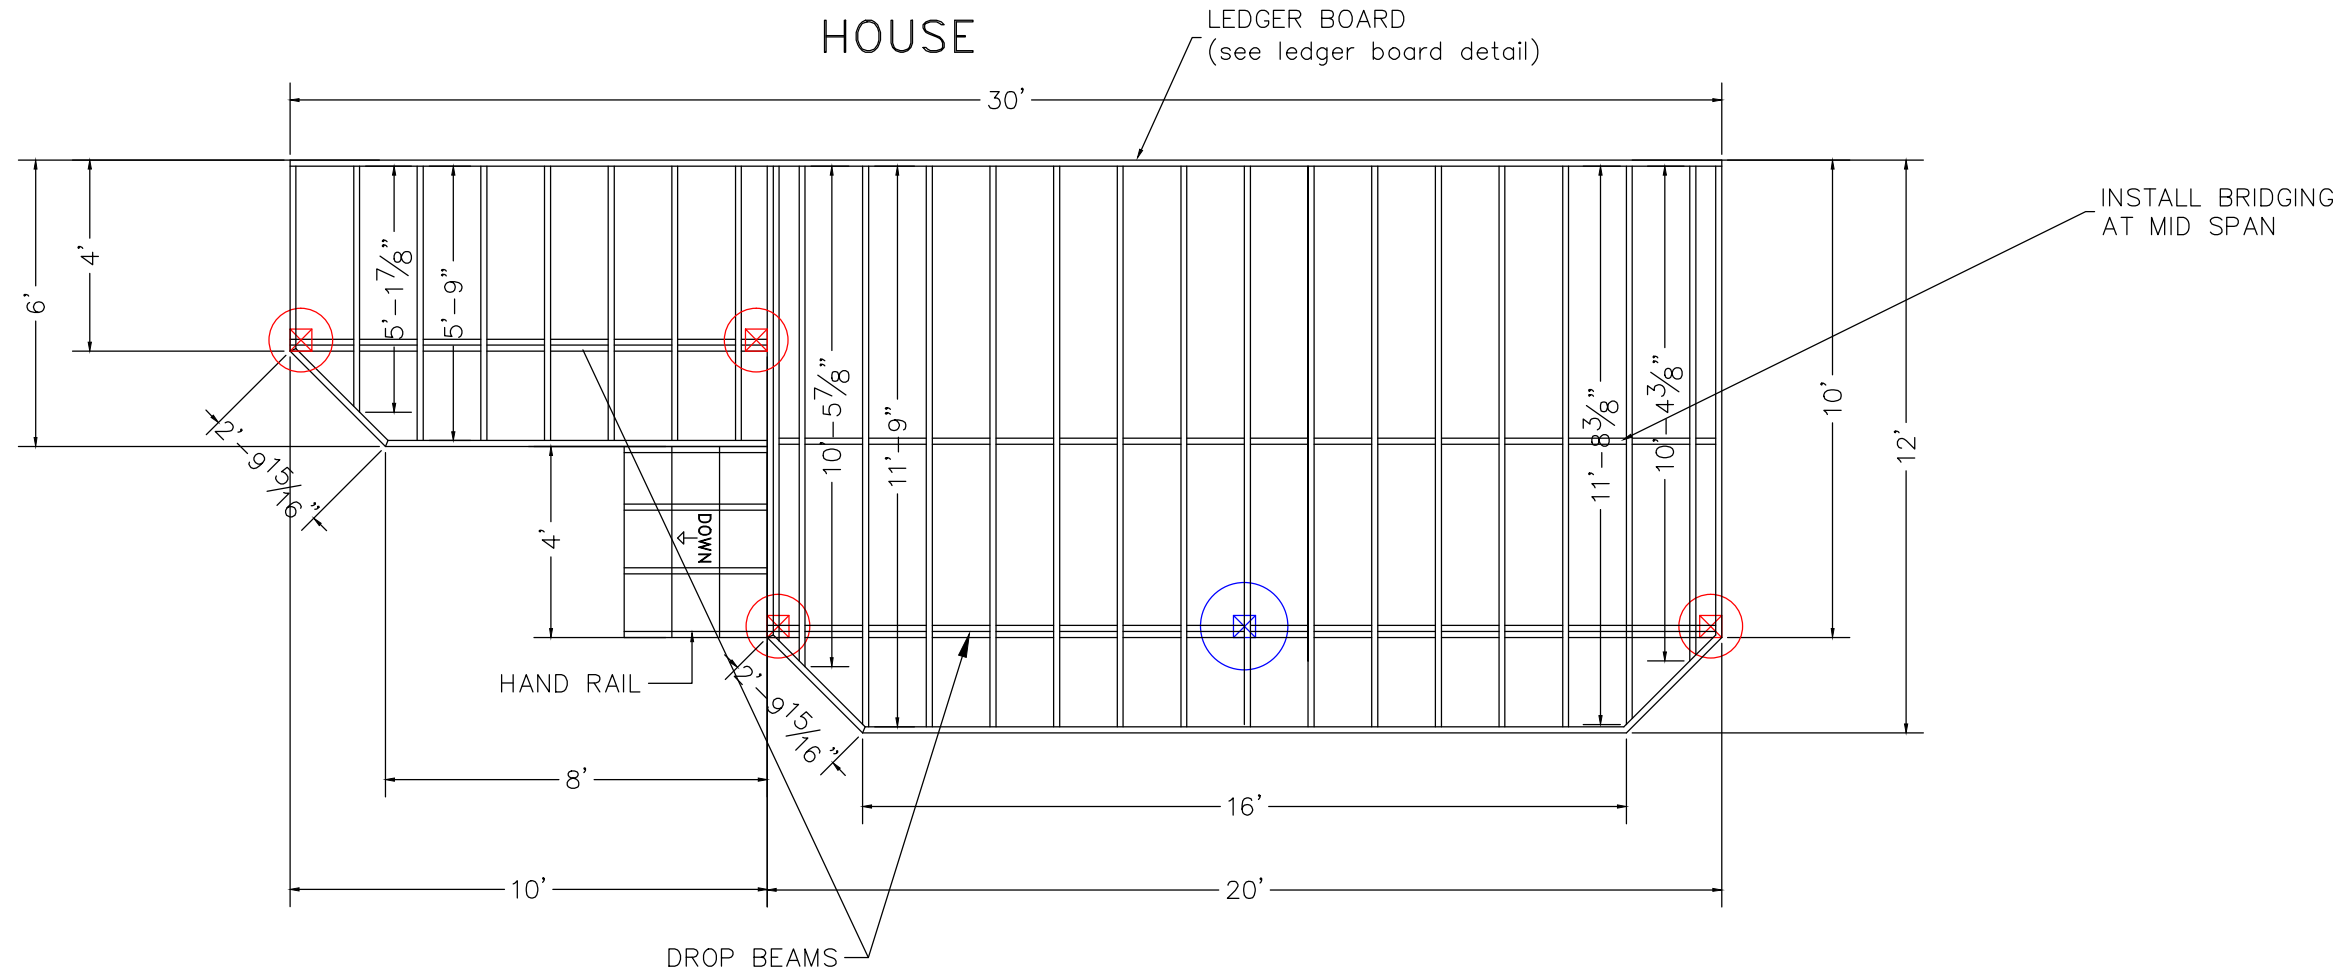 HOUSE
LEDGER BOARD
(see ledger board detail)
30'
INSTALL BRIDGING
AT MID SPAN
6'
4'
5'-1 7/8"
5'-9"
10'-5 7/8"
11'-9"
11'-8 3/8"
10'-4 3/8"
10'
12'
2'-9 15/16"
4'
DOWN
HAND RAIL
2'-9 15/16"
8'
16'
10'
20'
DROP BEAMS